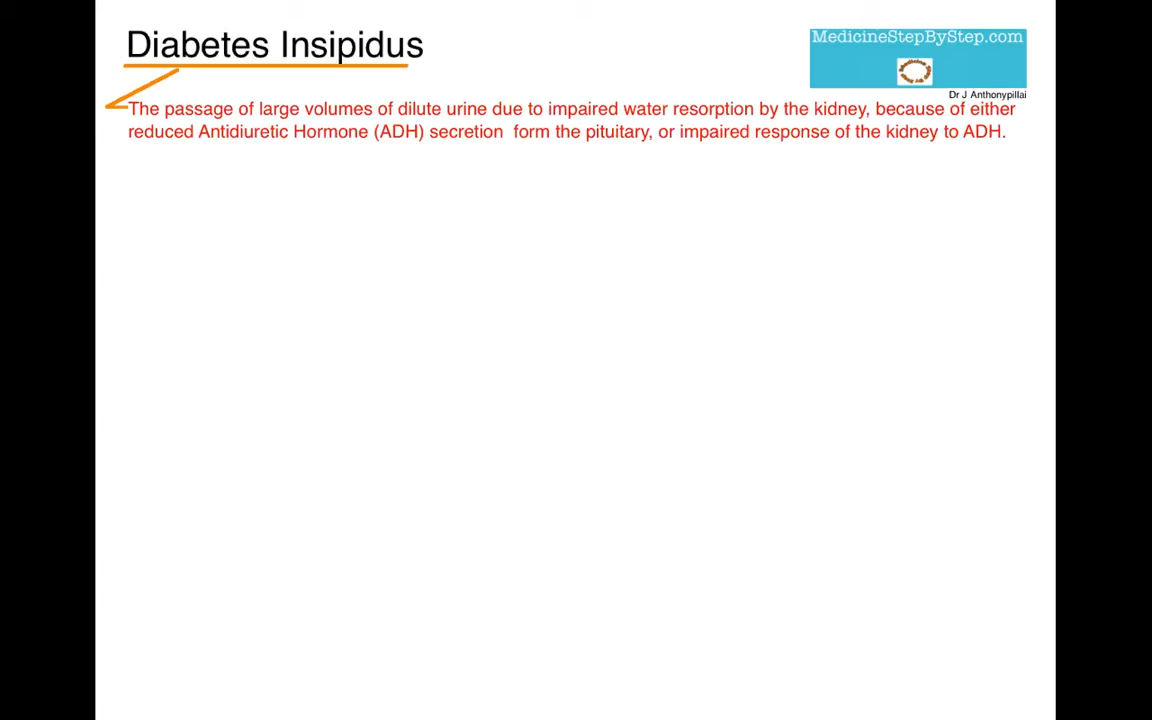 Diabetes Insipidus
MedicineStepByStep.com
Dr J Anthonypillai
The passage of large volumes of dilute urine due to impaired water resorption by the kidney, because of either
reduced Antidiuretic Hormone (ADH) secretion  form the pituitary, or impaired response of the kidney to ADH.